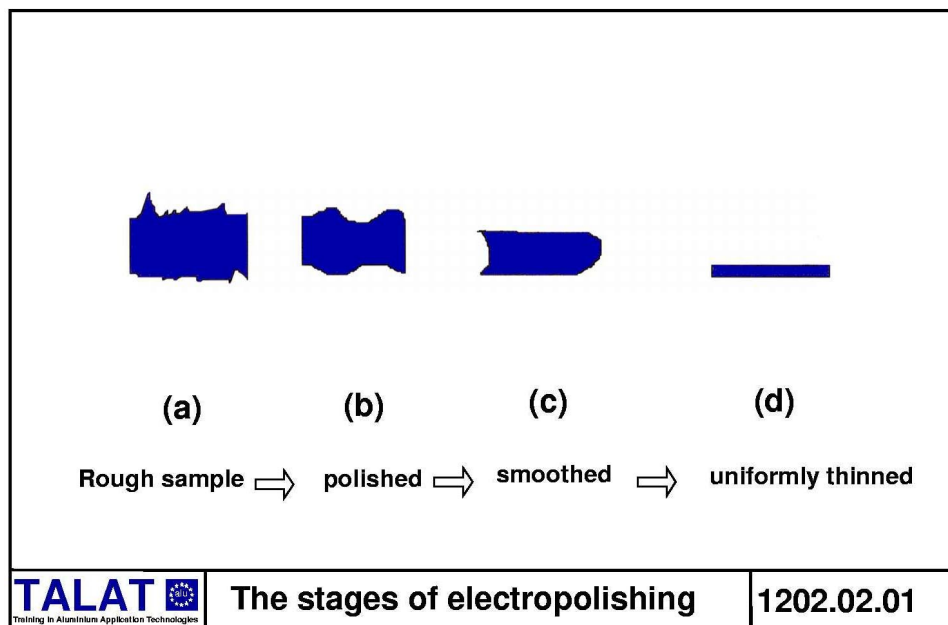 (a) (b) (c) (d)
Rough sample polished smoothed uniformly thinned
TALAT alu
Training in Aluminium Application Technologies
The stages of electropolishing
1202.02.01